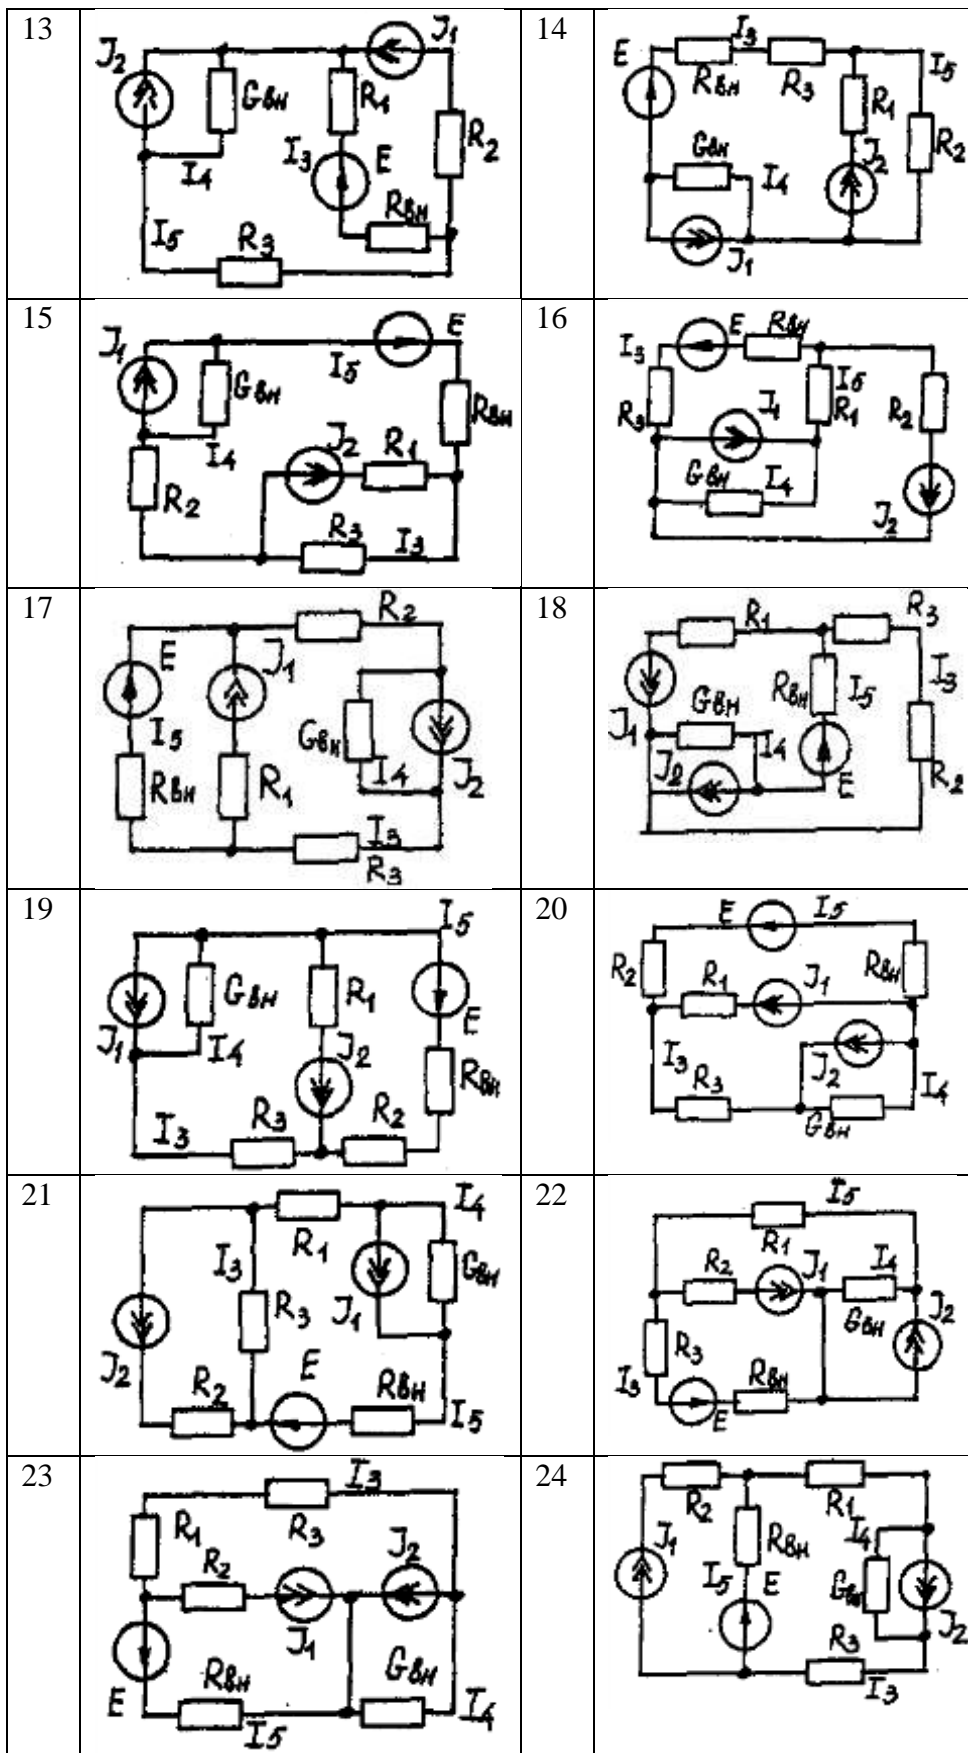 13
J2 Gвн R1 J1
I3 E R2
I4 Rвн
I5 R3
14
E I3 I5
Rвн R3 R1
Gвн I4 J2 R2
J1
15
J1 Gвн I5 E
Rвн
I4 J2 R1
R2
R3 I3
16
E Rвн
I3 I5
R3 J1 R1 R2
Gвн I4
J2
17
R2
E J1
I5 Gвн
Rвн R1 I4 J2
I3
R3
18
R1 R3
Rвн I5 I3
J1 Gвн I4
J2 E R2
19
I5
Gвн R1 E
J1 I4 J2
Rвн
I3 R3 R2
20
E I5
R2 R1 J1 Rвн
I3 J2
R3 I4
Gвн
21
I4
R1 Gвн
I3
R3 J1
J2 E
R2 Rвн I5
22
I5
R1
R2 J1 I4
Gвн J2
R3
I3 Rвн
E
23
I3
R1 R3
R2 J2
J1
Rвн Gвн
E I5 I4
24
R2 R1
J1 Rвн I4
I5 E Gвн
J2
R3
I3